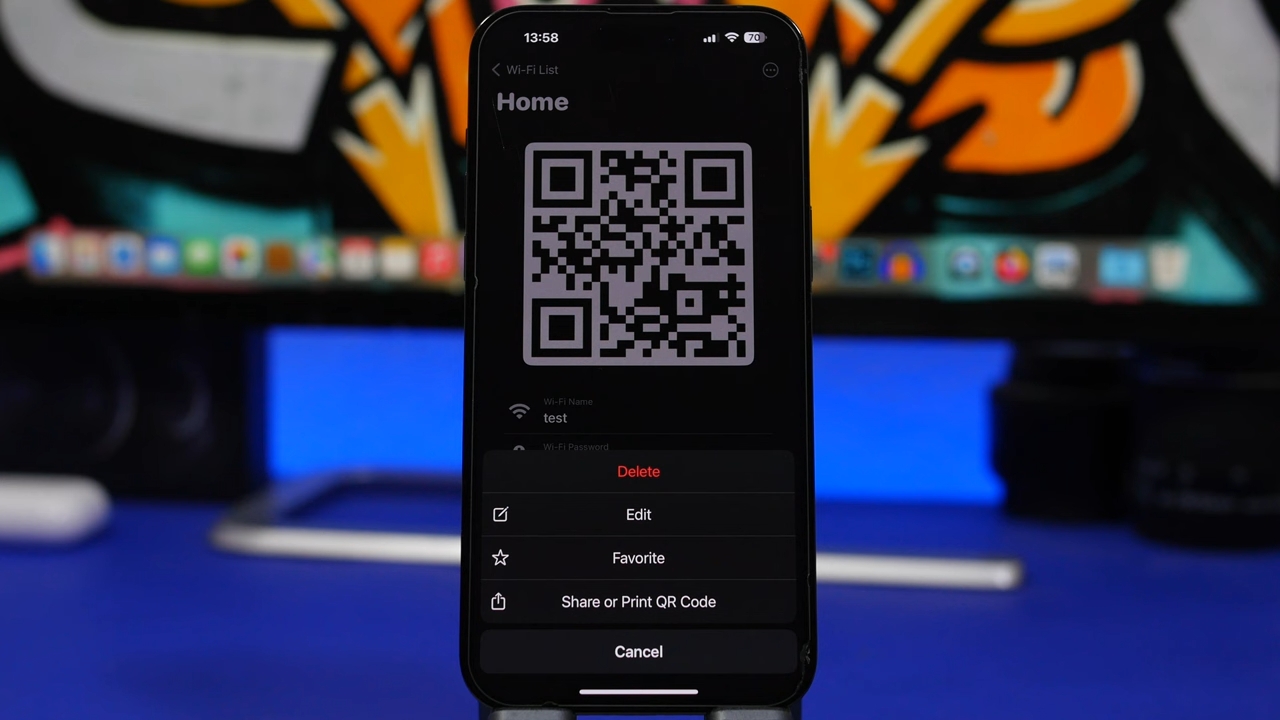 13:58
70
Wi-Fi List
Home
Wi-Fi Name
test
Wi-Fi Password
Delete
Edit
Favorite
Share or Print QR Code
Cancel